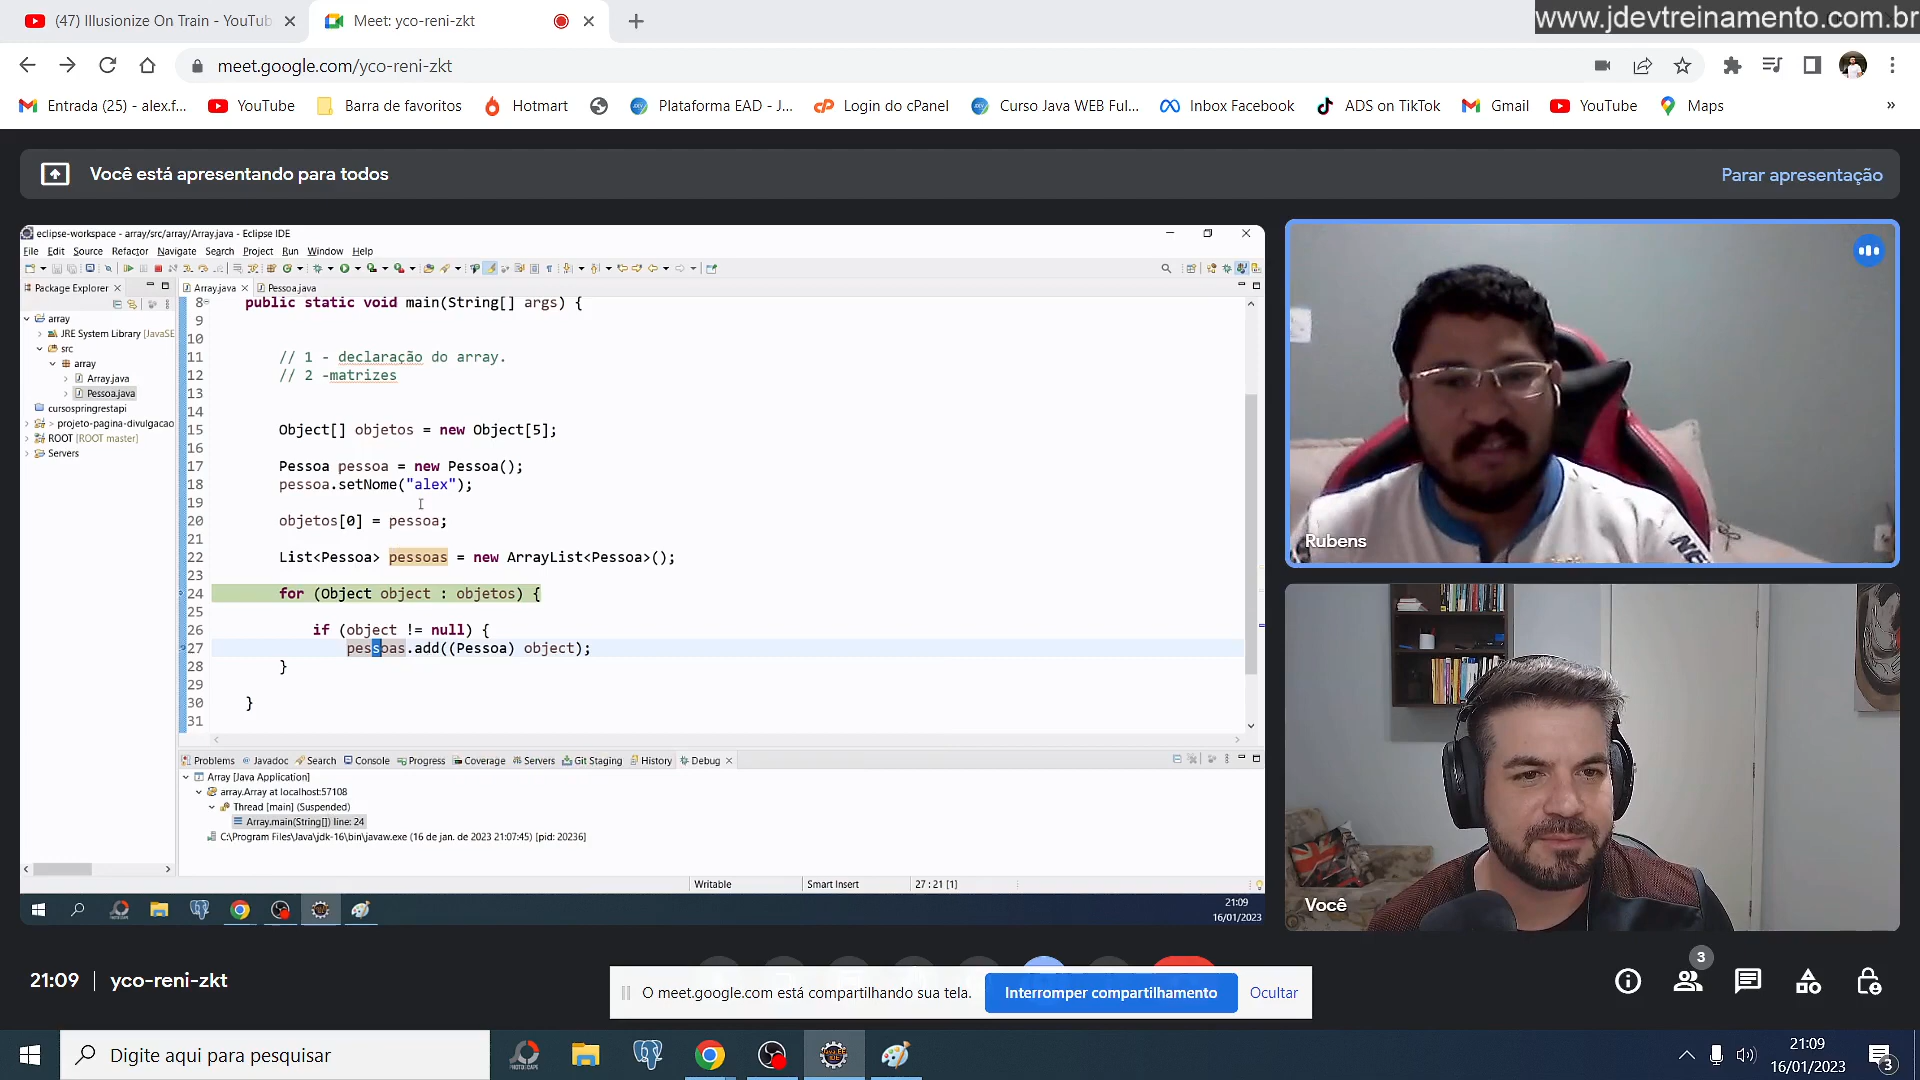 (47) Illusionize On Train - YouTub
Meet: yco-reni-zkt
www.jdevtreinamento.com.br
meet.google.com/yco-reni-zkt
Entrada (25) - alex.f...
YouTube
Barra de favoritos
Hotmart
Plataforma EAD - J...
Login do cPanel
Curso Java WEB Ful...
Inbox Facebook
ADS on TikTok
Gmail
YouTube
Maps
»
Você está apresentando para todos
Parar apresentação
eclipse-workspace - array/src/array/Array.java - Eclipse IDE
File Edit Source Refactor Navigate Search Project Run Window Help
Package Explorer
Array.java
Pessoa.java
array
JRE System Library [JavaSE
src
array
Array.java
Pessoa.java
cursospringrestapi
> projeto-pagina-divulgacao
ROOT [ROOT master]
Servers
8 public static void main(String[] args) {
9
10
11 // 1 - declaração do array.
12 // 2 -matrizes
13
14
15 Object[] objetos = new Object[5];
16
17 Pessoa pessoa = new Pessoa();
18 pessoa.setNome("alex");
19
20 objetos[0] = pessoa;
21
22 List<Pessoa> pessoas = new ArrayList<Pessoa>();
23
24 for (Object object : objetos) {
25
26 if (object != null) {
27 pessoas.add((Pessoa) object);
28 }
29
30 }
31
Problems Javadoc Search Console Progress Coverage Servers Git Staging History Debug
Array [Java Application]
array.Array at localhost:57108
Thread [main] (Suspended)
Array.main(String[]) line: 24
C:\Program Files\Java\jdk-16\bin\javaw.exe (16 de jan. de 2023 21:07:45) [pid: 20236]
Writable
Smart Insert
27 : 21 [1]
21:09
16/01/2023
Rubens
Você
21:09 | yco-reni-zkt
O meet.google.com está compartilhando sua tela.
Interromper compartilhamento
Ocultar
3
Digite aqui para pesquisar
21:09
16/01/2023
3